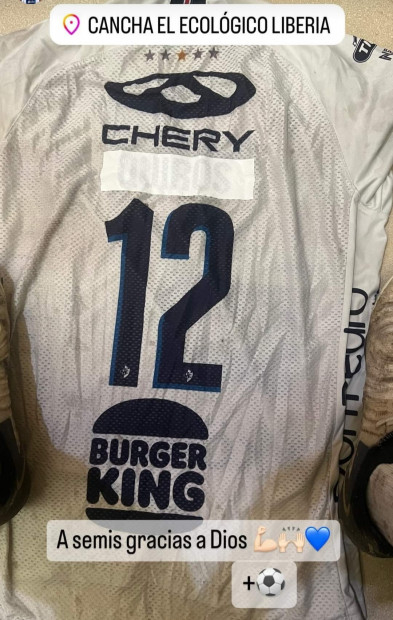 CANCHA EL ECOLÓGICO LIBERIA
CHERY
12
BURGER
KING
A semis gracias a Dios 💪🏻🙌🏻💙
+⚽